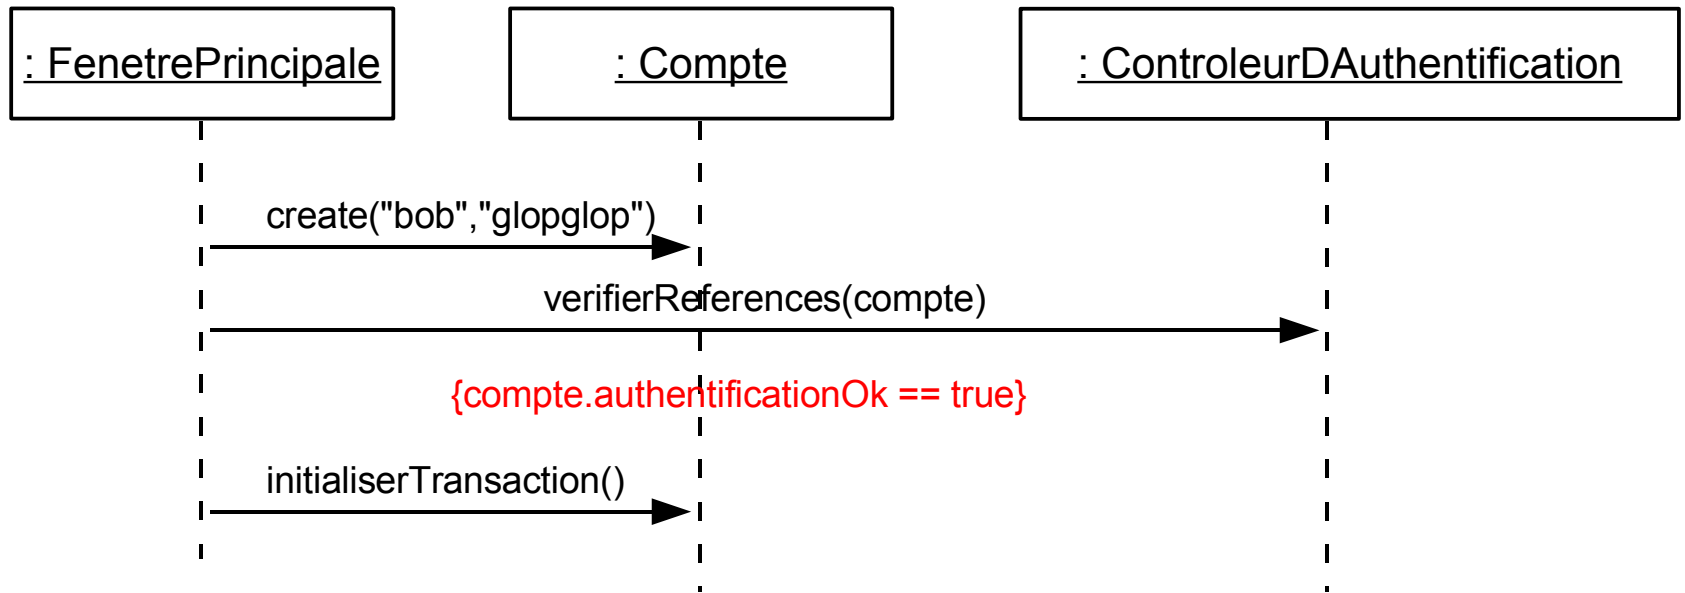 : FenetrePrincipale
: Compte
: ControleurDAuthentification
create("bob","glopglop")
verifierReferences(compte)
{compte.authentificationOk == true}
initialiserTransaction()